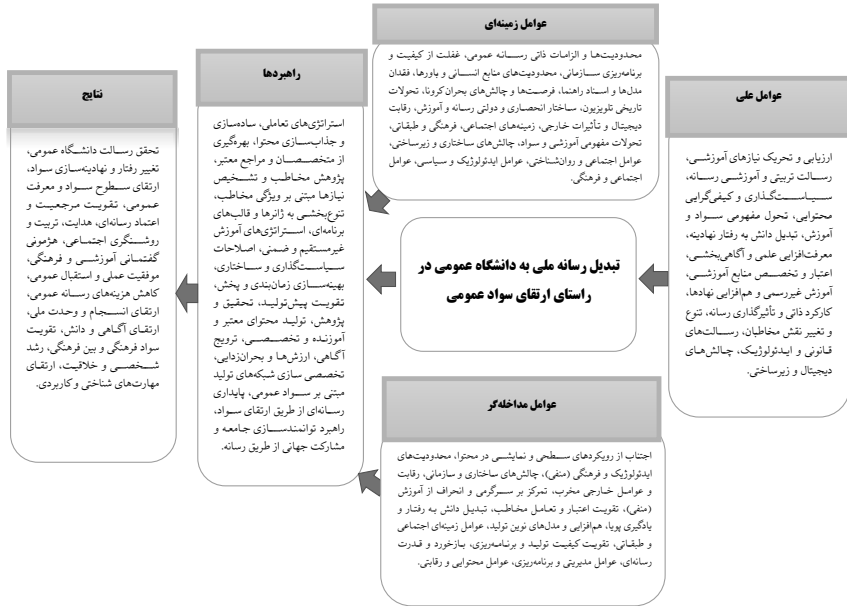 عوامل زمینه‌ای
محدودیت‌ها و الزامات ذاتی رسانه عمومی، غفلت از کیفیت و
برنامه‌ریزی سازمانی، محدودیت‌های منابع انسانی و باورها، فقدان
مدل‌ها و اسناد راهنما، فرصت‌ها و چالش‌های بحران کرونا، تحولات
تاریخی تلویزیون، ساختار انحصاری و دولتی رسانه و آموزش، رقابت
دیجیتال و تأثیرات خارجی، زمینه‌های اجتماعی، فرهنگی و طبقاتی،
تحولات مفهومی آموزشی و سواد، چالش‌های ساختاری و زیرساختی،
عوامل اجتماعی و روان‌شناختی، عوامل ایدئولوژیک و سیاسی، عوامل
اجتماعی و فرهنگی.
عوامل علی
ارزیابی و تحریک نیازهای آموزشی،
رسالت تربیتی و آموزشی رسانه،
سیاست‌گذاری و کیفی‌گرایی
محتوایی، تحول مفهومی سواد و
آموزش، تبدیل دانش به رفتار نهادینه،
معرفت‌افزایی علمی و آگاهی‌بخشی،
اعتبار و تخصص منابع آموزشی،
آموزش غیررسمی و هم‌افزایی نهادها،
کارکرد ذاتی و تأثیرگذاری رسانه، تنوع
و تغییر نقش مخاطبان، رسالت‌های
قانونی و ایدئولوژیک، چالش‌های
دیجیتال و زیرساختی.
تبدیل رسانه ملی به دانشگاه عمومی در
راستای ارتقای سواد عمومی
عوامل مداخله‌گر
اجتناب از رویکردهای سطحی و نمایشی در محتوا، محدودیت‌های
ایدئولوژیک و فرهنگی (منفی)، چالش‌های ساختاری و سازمانی، رقابت
و عوامل خارجی مخرب، تمرکز بر سرگرمی و انحراف از آموزش
(منفی)، تقویت اعتبار و تعامل مخاطب، تبدیل دانش به رفتار و
یادگیری پویا، هم‌افزایی و مدل‌های نوین تولید، عوامل زمینه‌ای اجتماعی
و طبقاتی، تقویت کیفیت تولید و برنامه‌ریزی، بازخورد و قدرت
رسانه‌ای، عوامل مدیریتی و برنامه‌ریزی، عوامل محتوایی و رقابتی.
راهبردها
استراتژی‌های تعاملی، ساده‌سازی
و جذاب‌سازی محتوا، بهره‌گیری
از متخصصان و مراجع معتبر،
پژوهش مخاطب و تشخیص
نیازها مبتنی بر ویژگی مخاطب،
تنوع‌بخشی به ژانرها و قالب‌های
برنامه‌ای، استراتژی‌های آموزش
غیرمستقیم و ضمنی، اصلاحات
سیاست‌گذاری و ساختاری،
بهینه‌سازی زمان‌بندی و پخش،
تقویت پیش‌تولید، تحقیق و
پژوهش، تولید محتوای معتبر و
آموزنده و تخصصی، ترویج
آگاهی، ارزش‌ها و بحران‌زدایی،
تخصصی سازی شبکه‌های تولید
مبتنی بر سواد عمومی، پایداری
رسانه‌ای از طریق ارتقای سواد،
راهبرد توانمندسازی جامعه و
مشارکت جهانی از طریق رسانه.
نتایج
تحقق رسالت دانشگاه عمومی،
تغییر رفتار و نهادینه‌سازی سواد،
ارتقای سطوح سواد و معرفت
عمومی، تقویت مرجعیت و
اعتماد رسانه‌ای، هدایت، تربیت و
روشنگری اجتماعی، هژمونی
گفتمانی آموزشی و فرهنگی،
موفقیت عملی و استقبال عمومی،
کاهش هزینه‌های رسانه عمومی،
ارتقای انسجام و وحدت ملی،
ارتقای آگاهی و دانش، تقویت
سواد فرهنگی و بین فرهنگی، رشد
شخصی و خلاقیت، ارتقای
مهارت‌های شناختی و کاربردی.